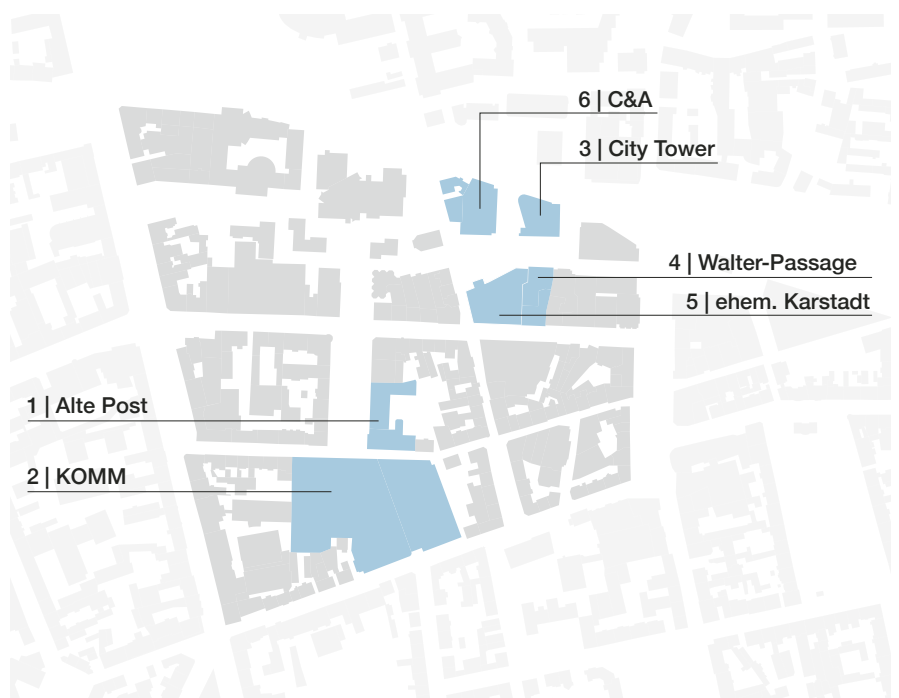 6 | C&A
3 | City Tower
4 | Walter-Passage
5 | ehem. Karstadt
1 | Alte Post
2 | KOMM